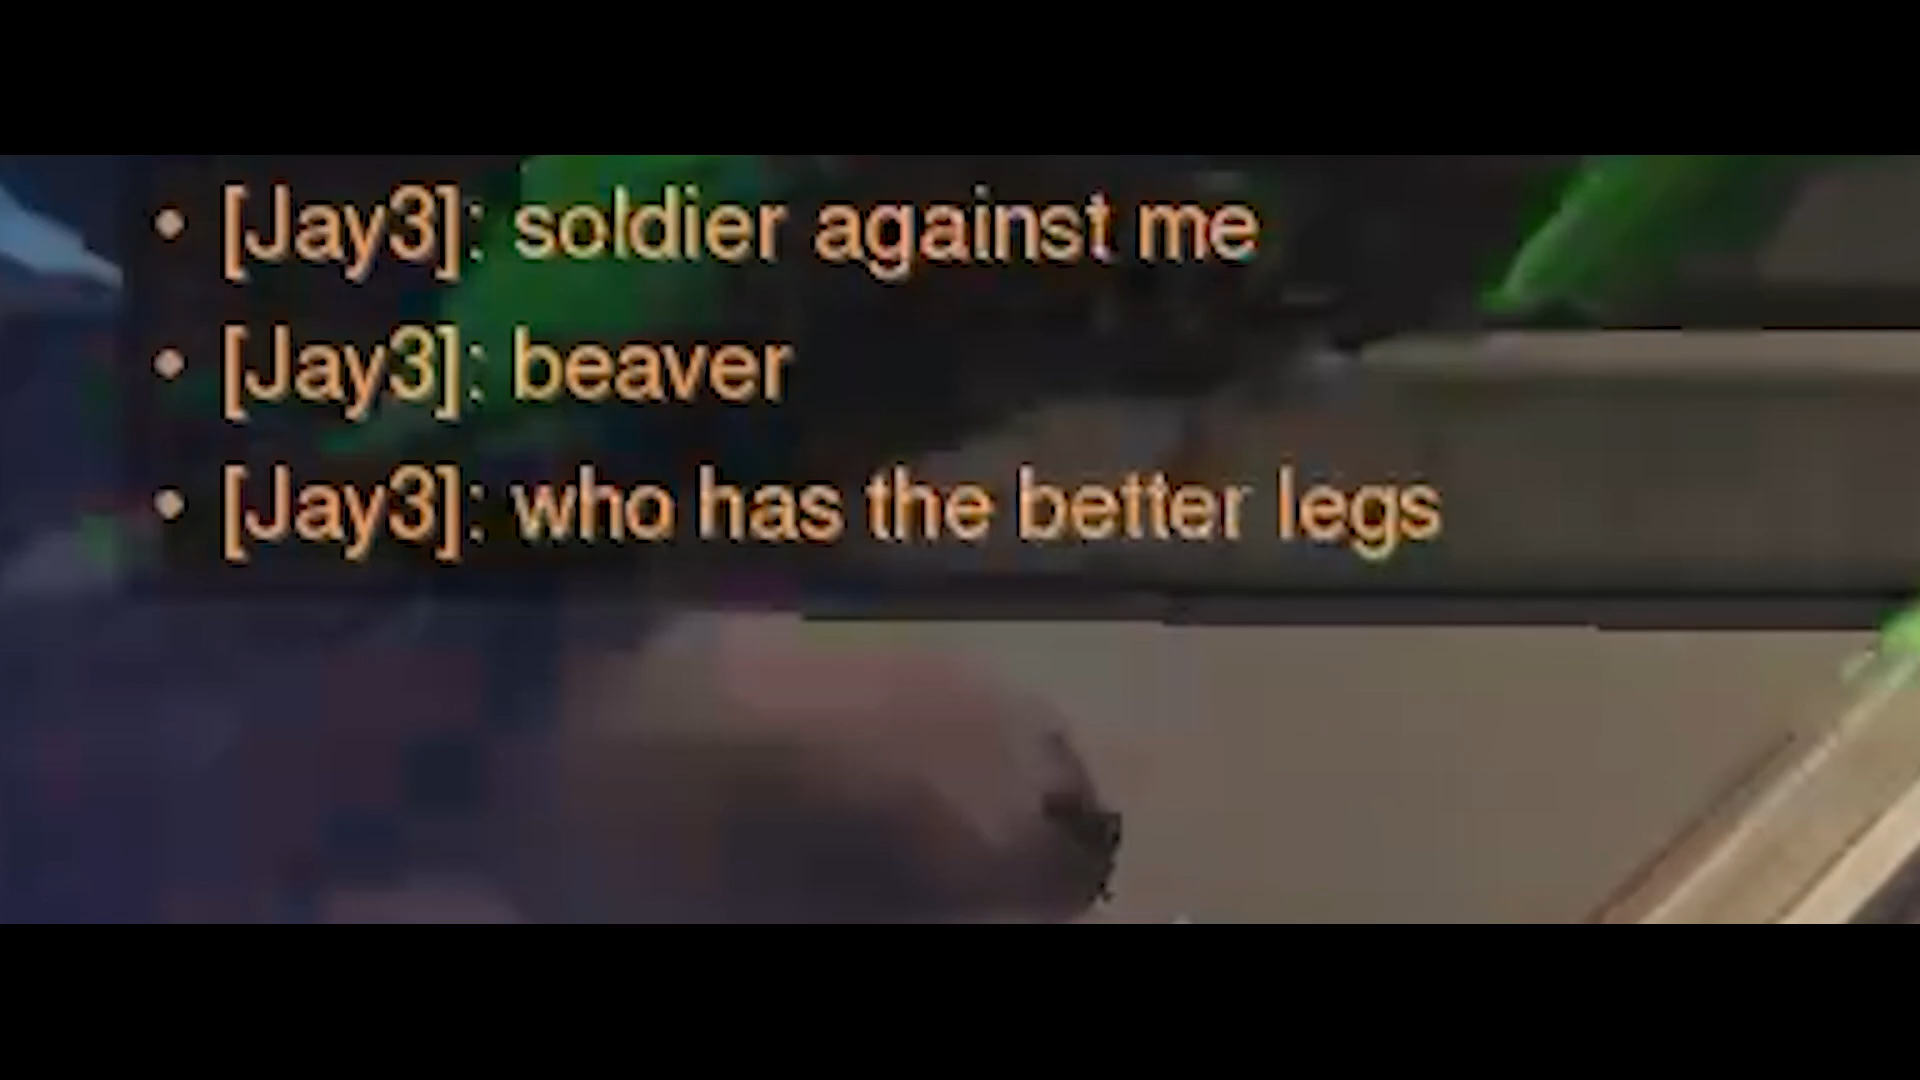 • [Jay3]: soldier against me
• [Jay3]: beaver
• [Jay3]: who has the better legs